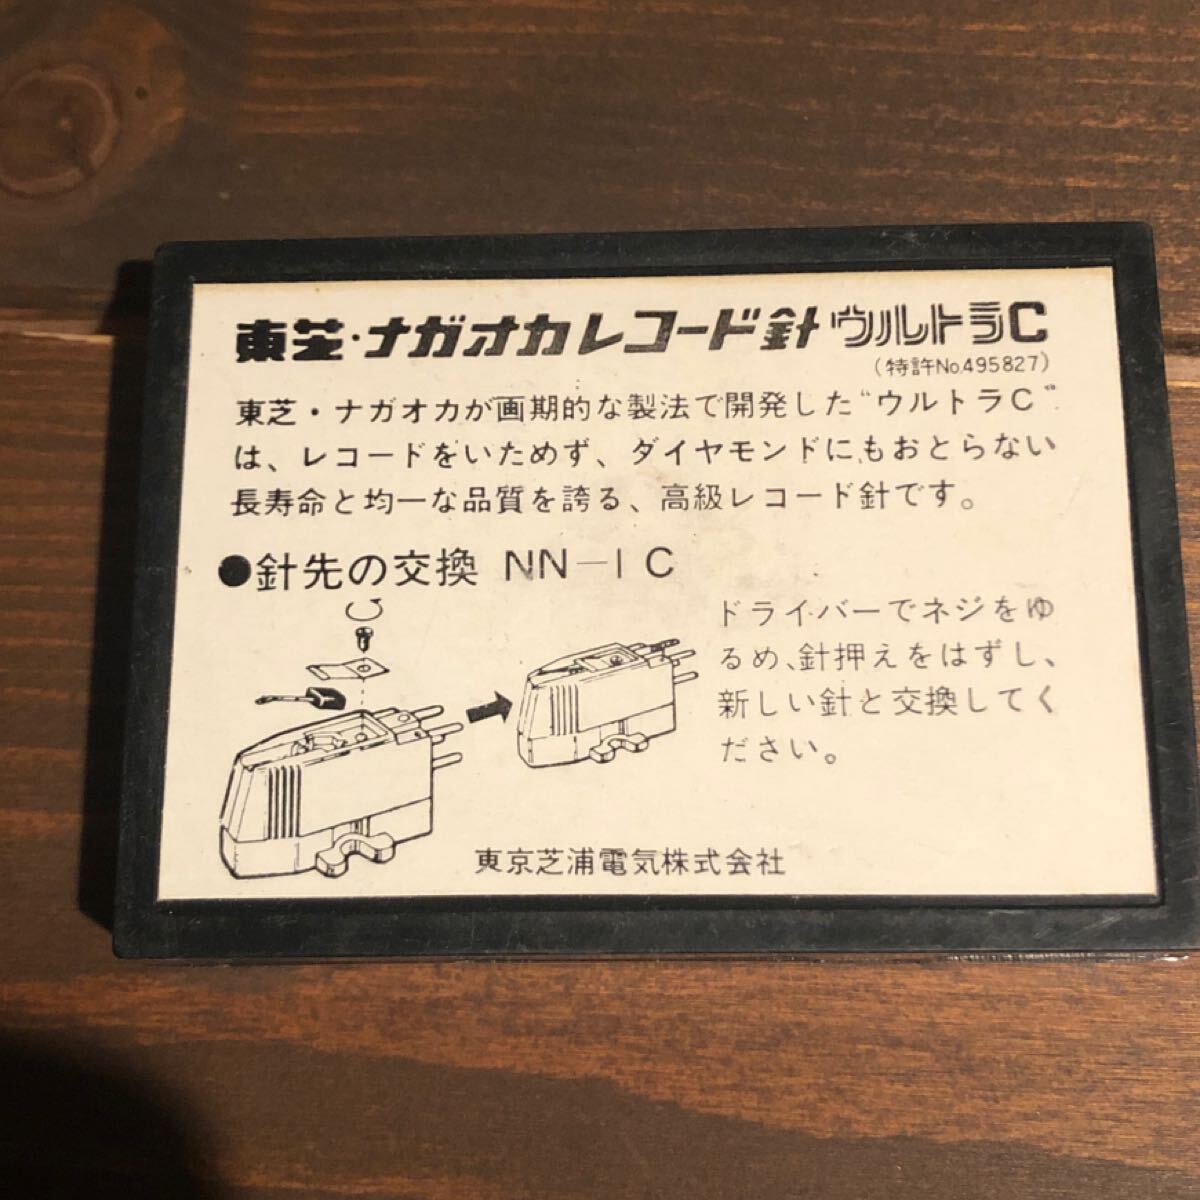 東芝・ナガオカレコード針 ウルトラC
(特許No.495827)
東芝・ナガオカが画期的な製法で開発した"ウルトラC"
は、レコードをいためず、ダイヤモンドにもおとらない
長寿命と均一な品質を誇る、高級レコード針です。
●針先の交換 NN-1C
ドライバーでネジをゆ
るめ、針押えをはずし、
新しい針と交換してく
ださい。
東京芝浦電気株式会社